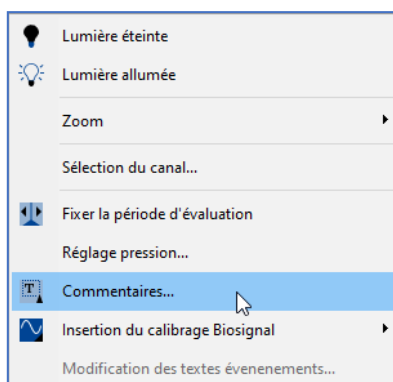 Lumière éteinte
Lumière allumée
Zoom
Sélection du canal...
Fixer la période d'évaluation
Réglage pression...
T
Commentaires...
Insertion du calibrage Biosignal
Modification des textes évenenements...